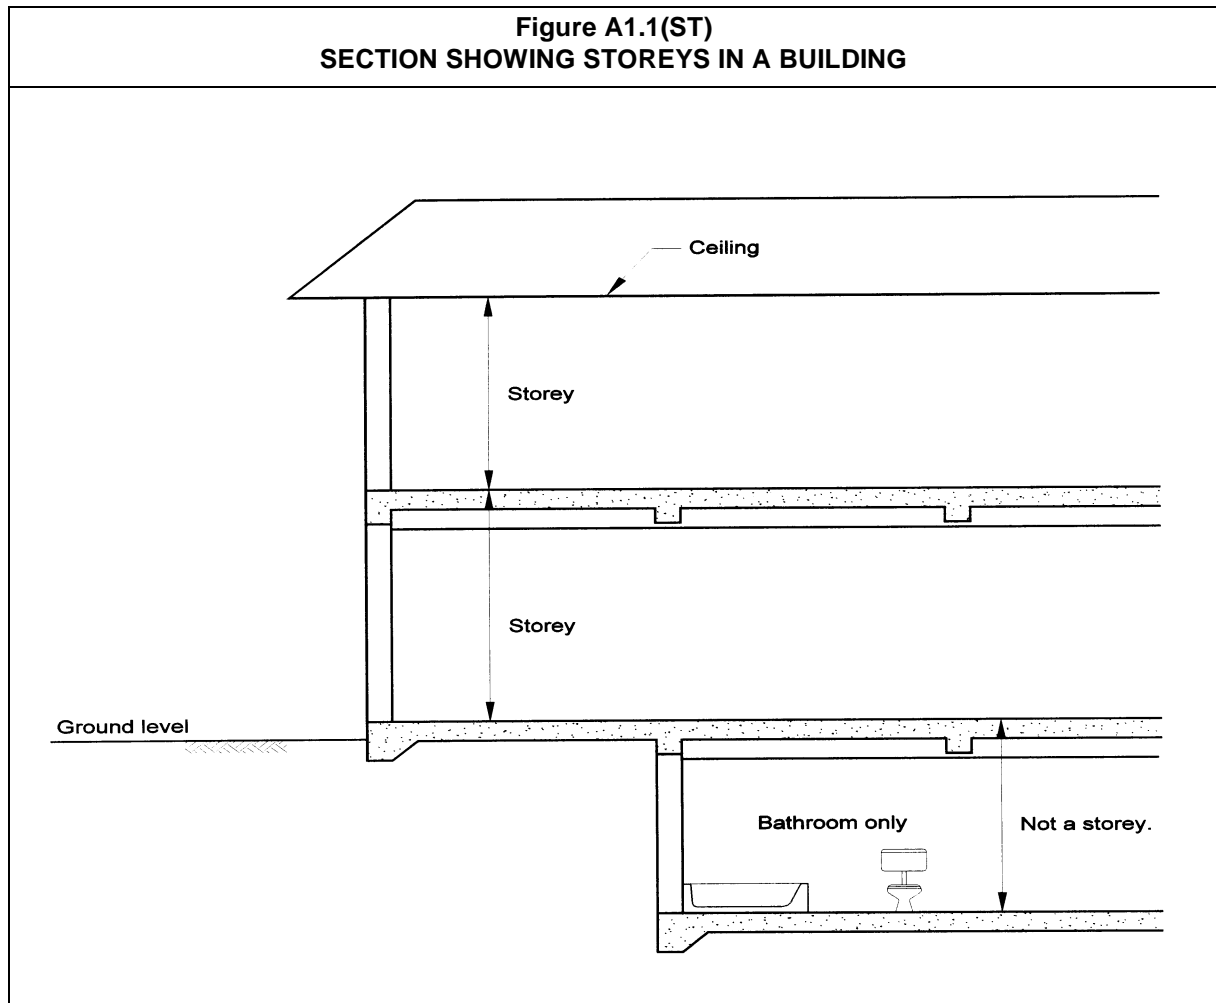 Figure A1.1(ST)
SECTION SHOWING STOREYS IN A BUILDING
Ceiling
Storey
Storey
Ground level
Bathroom only
Not a storey.